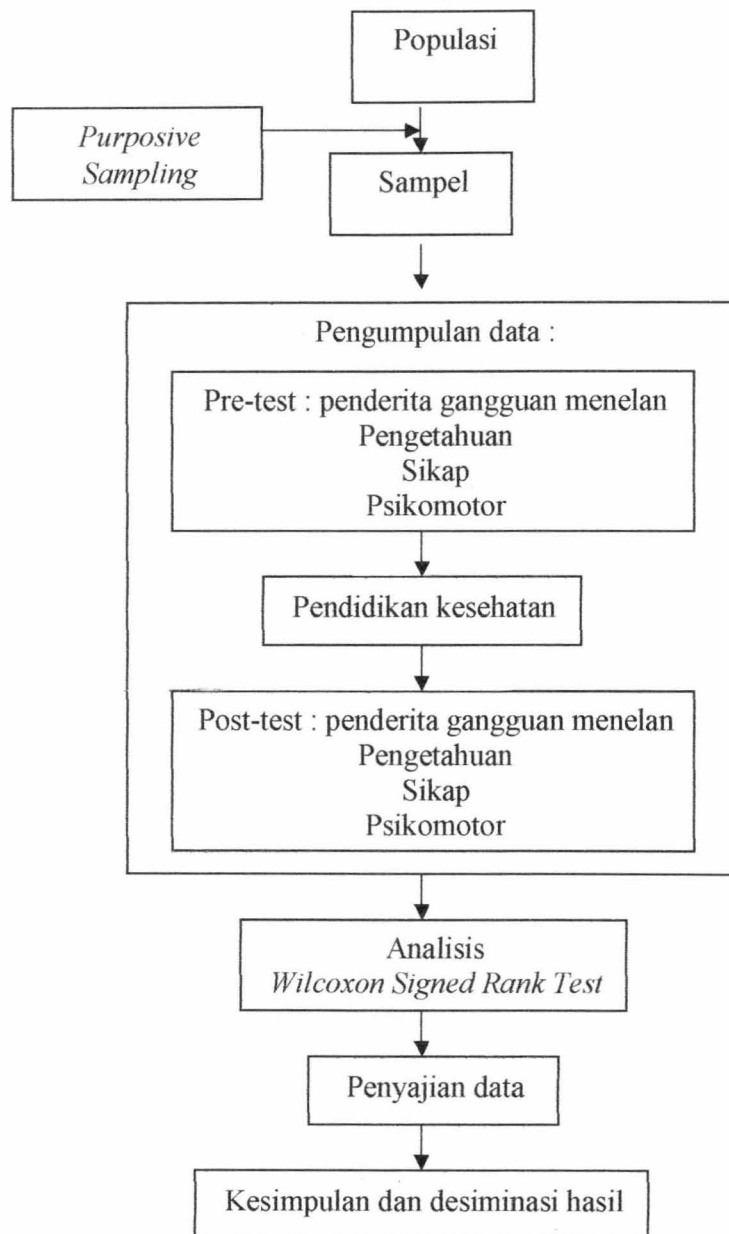 Populasi
Purposive
Sampling
Sampel
Pengumpulan data :
Pre-test : penderita gangguan menelan
Pengetahuan
Sikap
Psikomotor
Pendidikan kesehatan
Post-test : penderita gangguan menelan
Pengetahuan
Sikap
Psikomotor
Analisis
Wilcoxon Signed Rank Test
Penyajian data
Kesimpulan dan desiminasi hasil